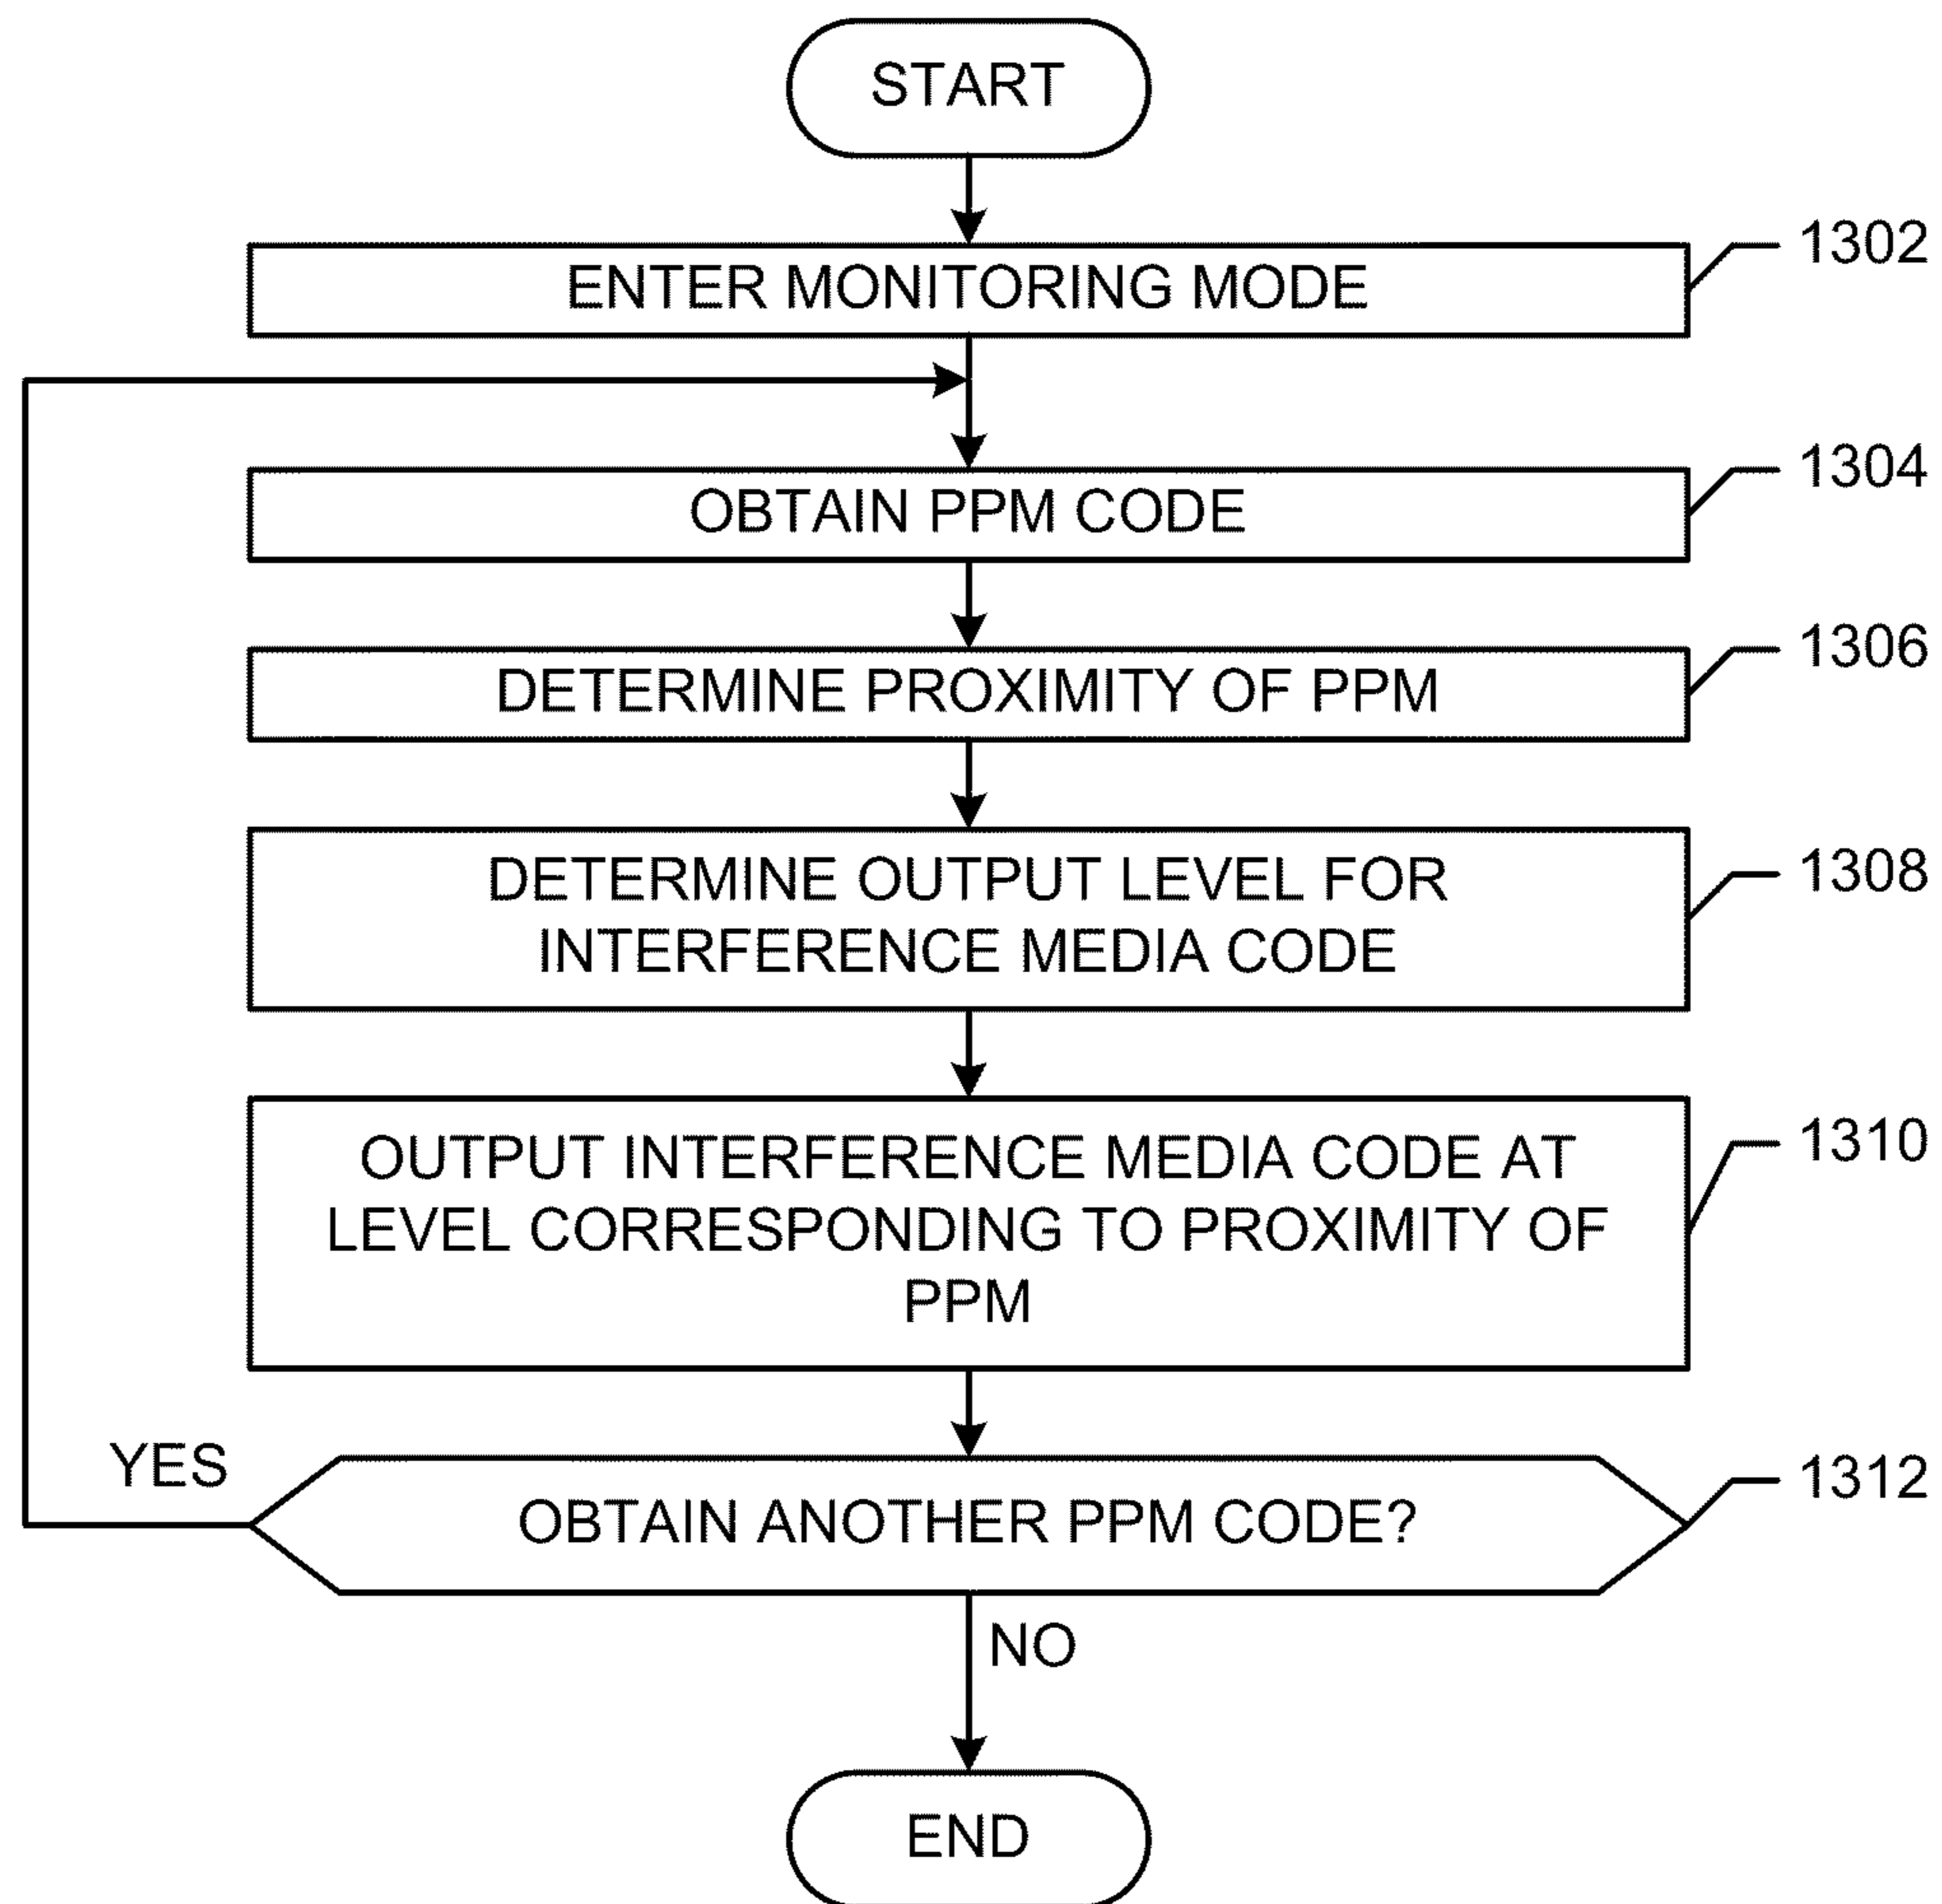 START
ENTER MONITORING MODE
1302
OBTAIN PPM CODE
1304
DETERMINE PROXIMITY OF PPM
1306
DETERMINE OUTPUT LEVEL FOR
INTERFERENCE MEDIA CODE
1308
OUTPUT INTERFERENCE MEDIA CODE AT
LEVEL CORRESPONDING TO PROXIMITY OF
PPM
1310
YES
OBTAIN ANOTHER PPM CODE?
1312
NO
END